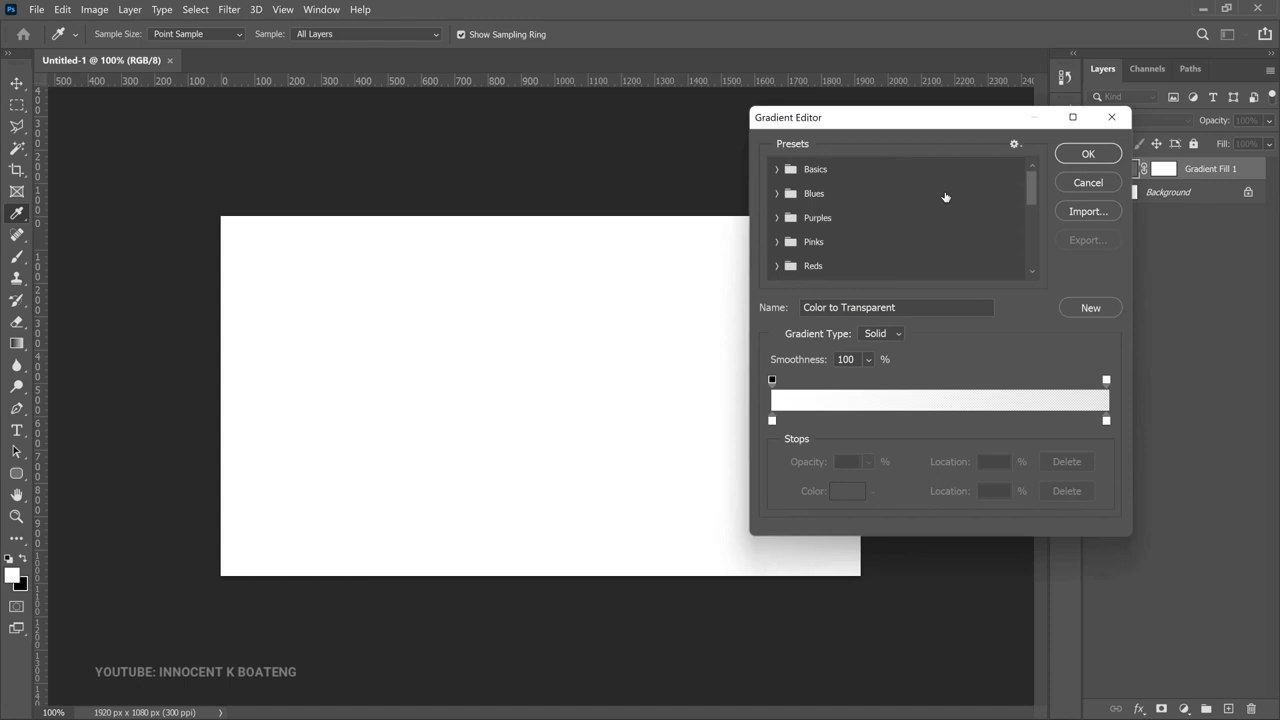 Ps File Edit Image Layer Type Select Filter 3D View Window Help
Sample Size: Point Sample Sample: All Layers Show Sampling Ring
Untitled-1 @ 100% (RGB/8) ×
500 400 300 200 100 0 100 200 300 400 500 600 700 800 900 1000 1100 1200 1300 1400 1500 1600 1700 1800 1900 2000 2100 2200 2300
Layers Channels Paths
Kind
Opacity: 100%
Fill: 100%
Gradient Fill 1
Background
Gradient Editor
Presets
Basics
Blues
Purples
Pinks
Reds
OK
Cancel
Import...
Export...
Name: Color to Transparent
New
Gradient Type: Solid
Smoothness: 100 %
Stops
Opacity: % Location: % Delete
Color: Location: % Delete
YOUTUBE: INNOCENT K BOATENG
100% 1920 px x 1080 px (300 ppi)